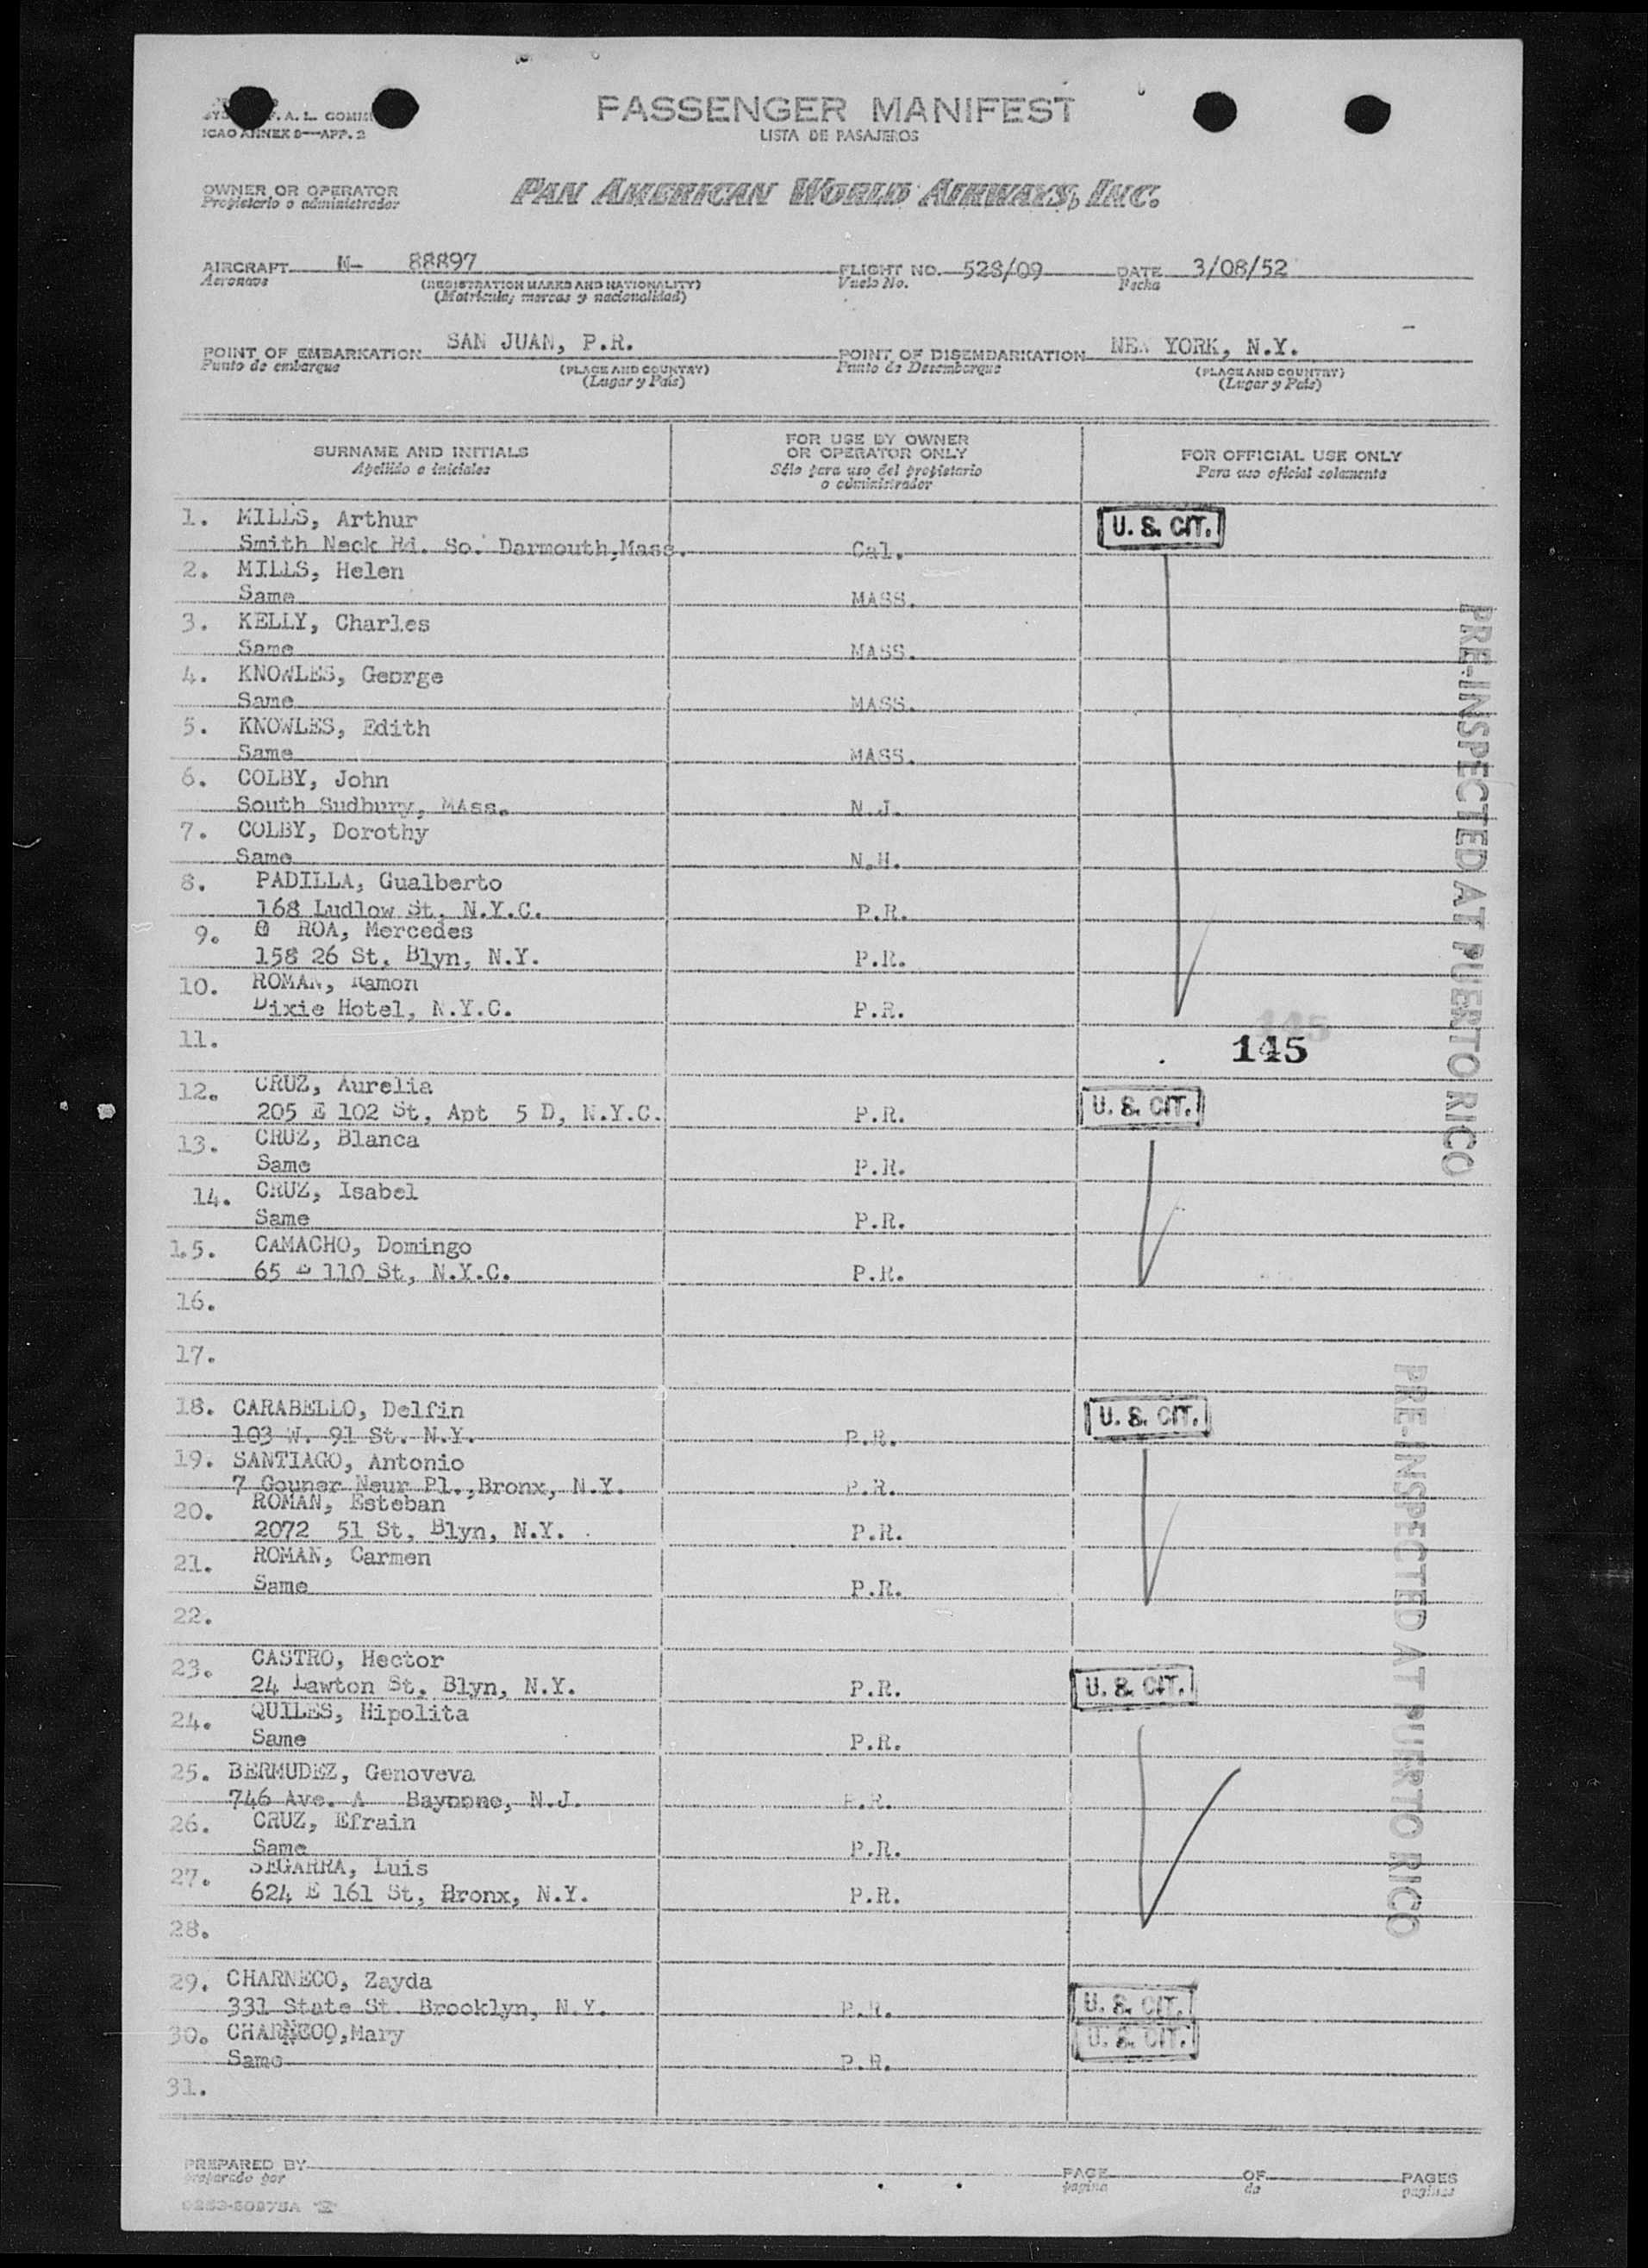 F. A. L. COMMI
ICAO ANNEX 9—APP. 2
PASSENGER MANIFEST
LISTA DE PASAJEROS
OWNER OR OPERATOR
Propietario o administrador
PAN AMERICAN WORLD AIRWAYS, INC.
AIRCRAFT N- 88897 FLIGHT NO. 528/09 DATE 3/08/52
Aeronave (REGISTRATION MARKS AND NATIONALITY) Vuelo No. Fecha
(Matricula; marcas y nacionalidad)
POINT OF EMBARKATION SAN JUAN, P.R. POINT OF DISEMBARKATION NEW YORK, N.Y.
Punto de embarque (PLACE AND COUNTRY) Punto de Desembarque (PLACE AND COUNTRY)
(Lugar y País) (Lugar y País)
SURNAME AND INITIALS
Apellido e iniciales
FOR USE BY OWNER
OR OPERATOR ONLY
Sólo para uso del propietario
o administrador
FOR OFFICIAL USE ONLY
Para uso oficial solamente
1. MILLS, Arthur U. S. CIT.
Smith Neck Rd. So. Darmouth,Mass. Cal.
2. MILLS, Helen
Same MASS.
3. KELLY, Charles
Same MASS.
4. KNOWLES, George
Same MASS.
5. KNOWLES, Edith
Same MASS.
6. COLBY, John
South Sudbury, MAss. N.J.
7. COLBY, Dorothy
Same N.H.
8. PADILLA, Gualberto
168 Ludlow St, N.Y.C. P.R.
9. ROA, Mercedes
158 26 St, Blyn, N.Y. P.R.
10. ROMAN, Ramon
Dixie Hotel, N.Y.C. P.R.
11. 145
12. CRUZ, Aurelia
205 E 102 St, Apt 5 D, N.Y.C. P.R. U. S. CIT.
13. CRUZ, Blanca
Same P.R.
14. CRUZ, Isabel
Same P.R.
15. CAMACHO, Domingo
65 E 110 St, N.Y.C. P.R.
16.
17.
18. CARABELLO, Delfin U. S. CIT.
103 W. 91 St. N.Y. P.R.
19. SANTIAGO, Antonio
7 Gouner Neur Pl.,Bronx, N.Y. P.R.
20. ROMAN, Esteban
2072 51 St, Blyn, N.Y. P.R.
21. ROMAN, Carmen
Same P.R.
22.
23. CASTRO, Hector
24 Lawton St, Blyn, N.Y. P.R. U. S. CIT.
24. QUILES, Hipolita
Same P.R.
25. BERMUDEZ, Genoveva
746 Ave. A Bayonne, N.J. P.R.
26. CRUZ, Efrain
Same P.R.
27. SEGARRA, Luis
624 E 161 St, Bronx, N.Y. P.R.
28.
29. CHARNECO, Zayda
331 State St. Brooklyn, N.Y. P.R. U. S. CIT.
30. CHARNECO,Mary U. S. CIT.
Same P.R.
31.
PRE-INSPECTED AT PUERTO RICO
PRE-INSPECTED AT PUERTO RICO
PREPARED BY PAGE OF PAGES
preparado por página de páginas